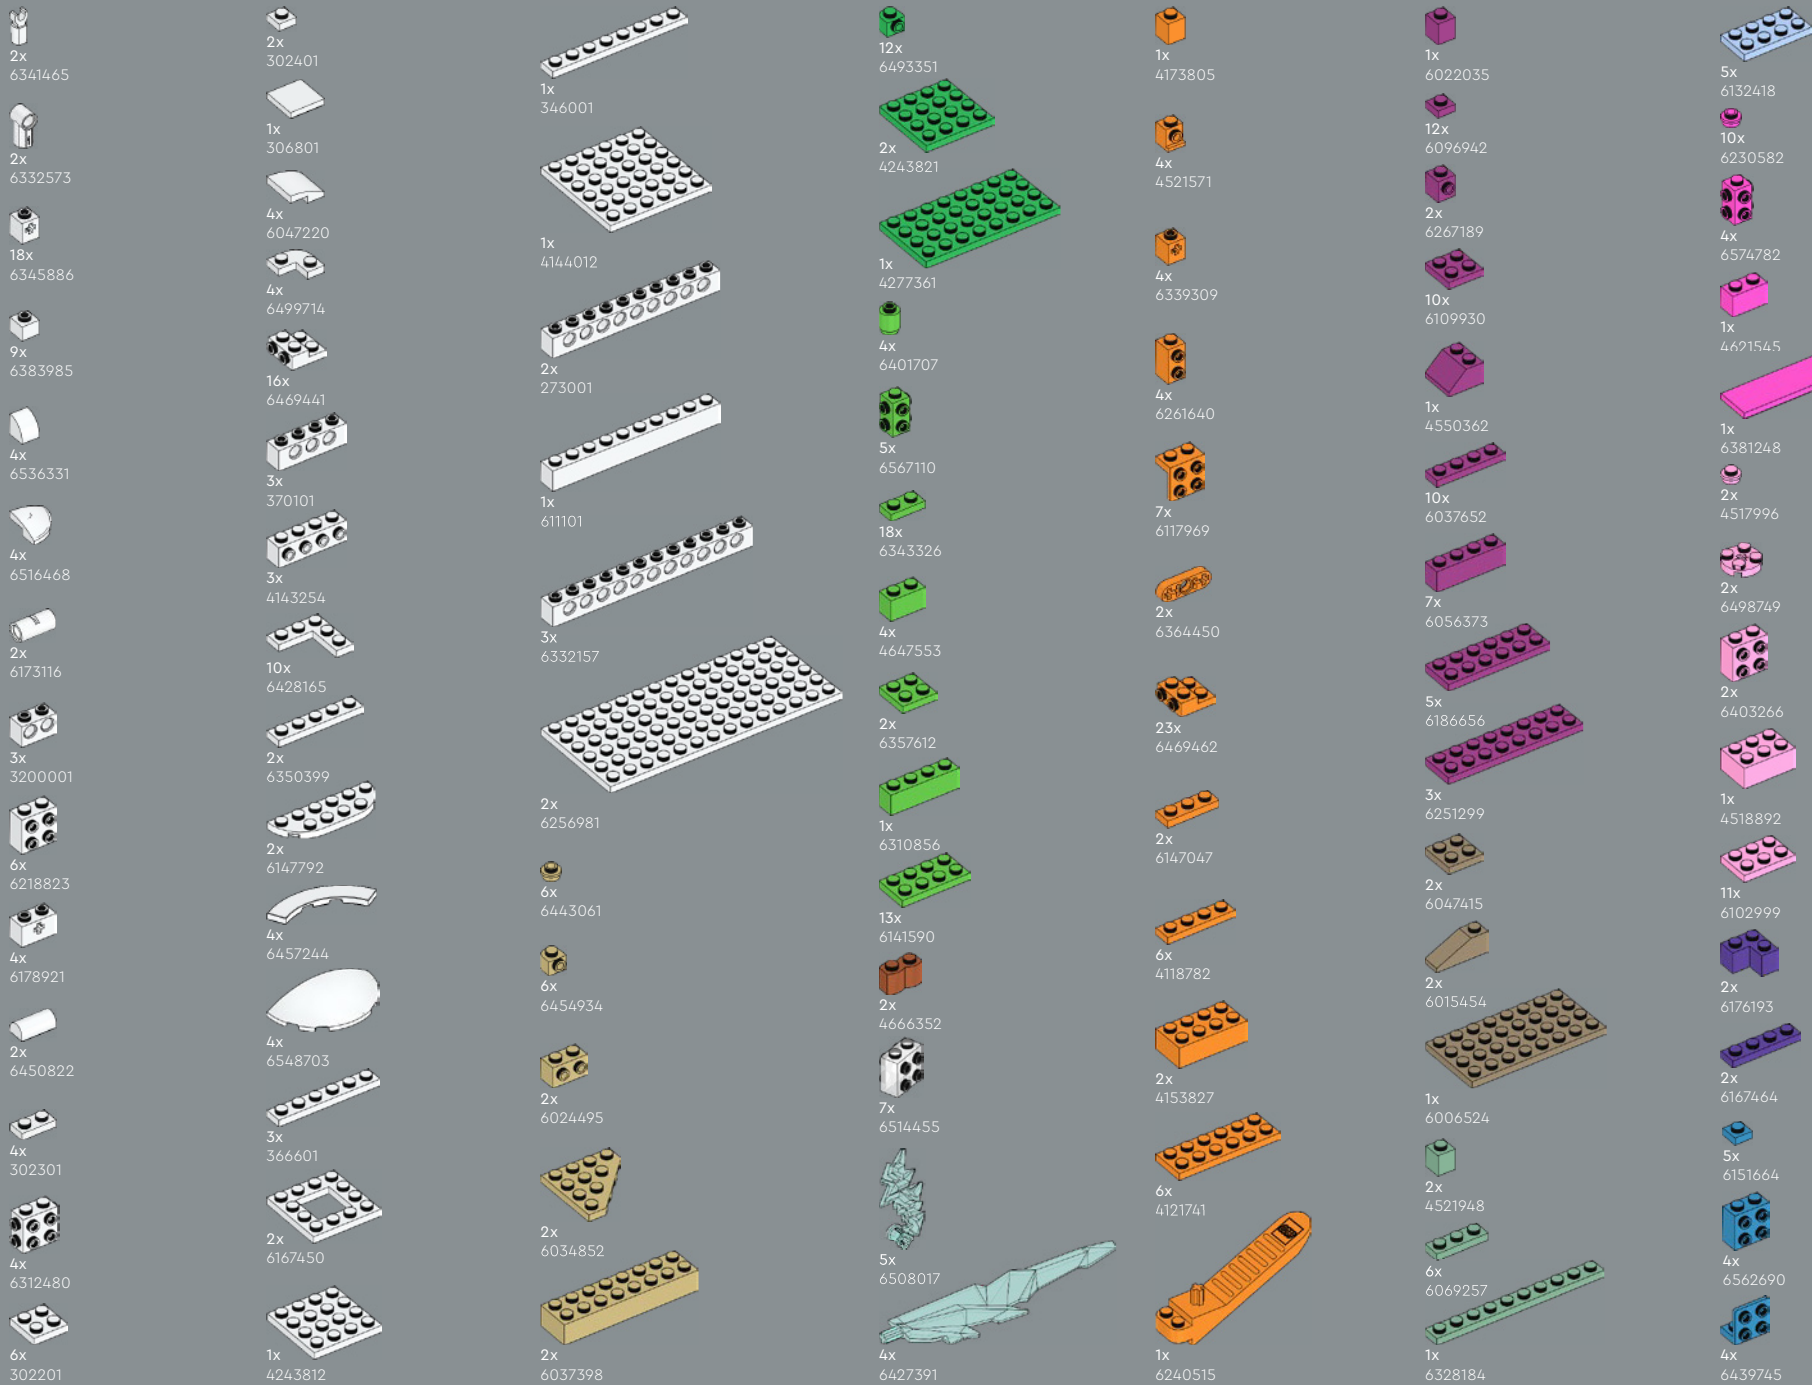 2x
6341465
2x
6332573
18x
6345886
9x
6383985
4x
6536331
4x
6516468
2x
6173116
3x
3200001
6x
6218823
4x
6178921
2x
6450822
4x
302301
4x
6312480
6x
302201
2x
302401
1x
306801
4x
6047220
4x
6499714
16x
6469441
3x
370101
3x
4143254
10x
6428165
2x
6350399
2x
6147792
4x
6457244
4x
6548703
3x
366601
2x
6167450
1x
4243812
1x
346001
1x
4144012
2x
273001
1x
611101
3x
6332157
2x
6256981
6x
6443061
6x
6454934
2x
6024495
2x
6034852
2x
6037398
12x
6493351
2x
4243821
1x
4277361
4x
6401707
5x
6567110
18x
6343326
4x
4647553
2x
6357612
1x
6310856
13x
6141590
2x
4666352
7x
6514455
5x
6508017
4x
6427391
1x
4173805
4x
4521571
4x
6339309
4x
6261640
7x
6117969
2x
6364450
23x
6469462
2x
6147047
6x
4118782
2x
4153827
6x
4121741
1x
6240515
1x
6022035
12x
6096942
2x
6267189
10x
6109930
1x
4550362
10x
6037652
7x
6056373
5x
6186656
3x
6251299
2x
6047415
2x
6015454
1x
6006524
2x
4521948
6x
6069257
1x
6328184
5x
6132418
10x
6230582
4x
6574782
1x
4621545
1x
6381248
2x
4517996
2x
6498749
2x
6403266
1x
4518892
11x
6102999
2x
6176193
2x
6167464
5x
6151664
4x
6562690
4x
6439745